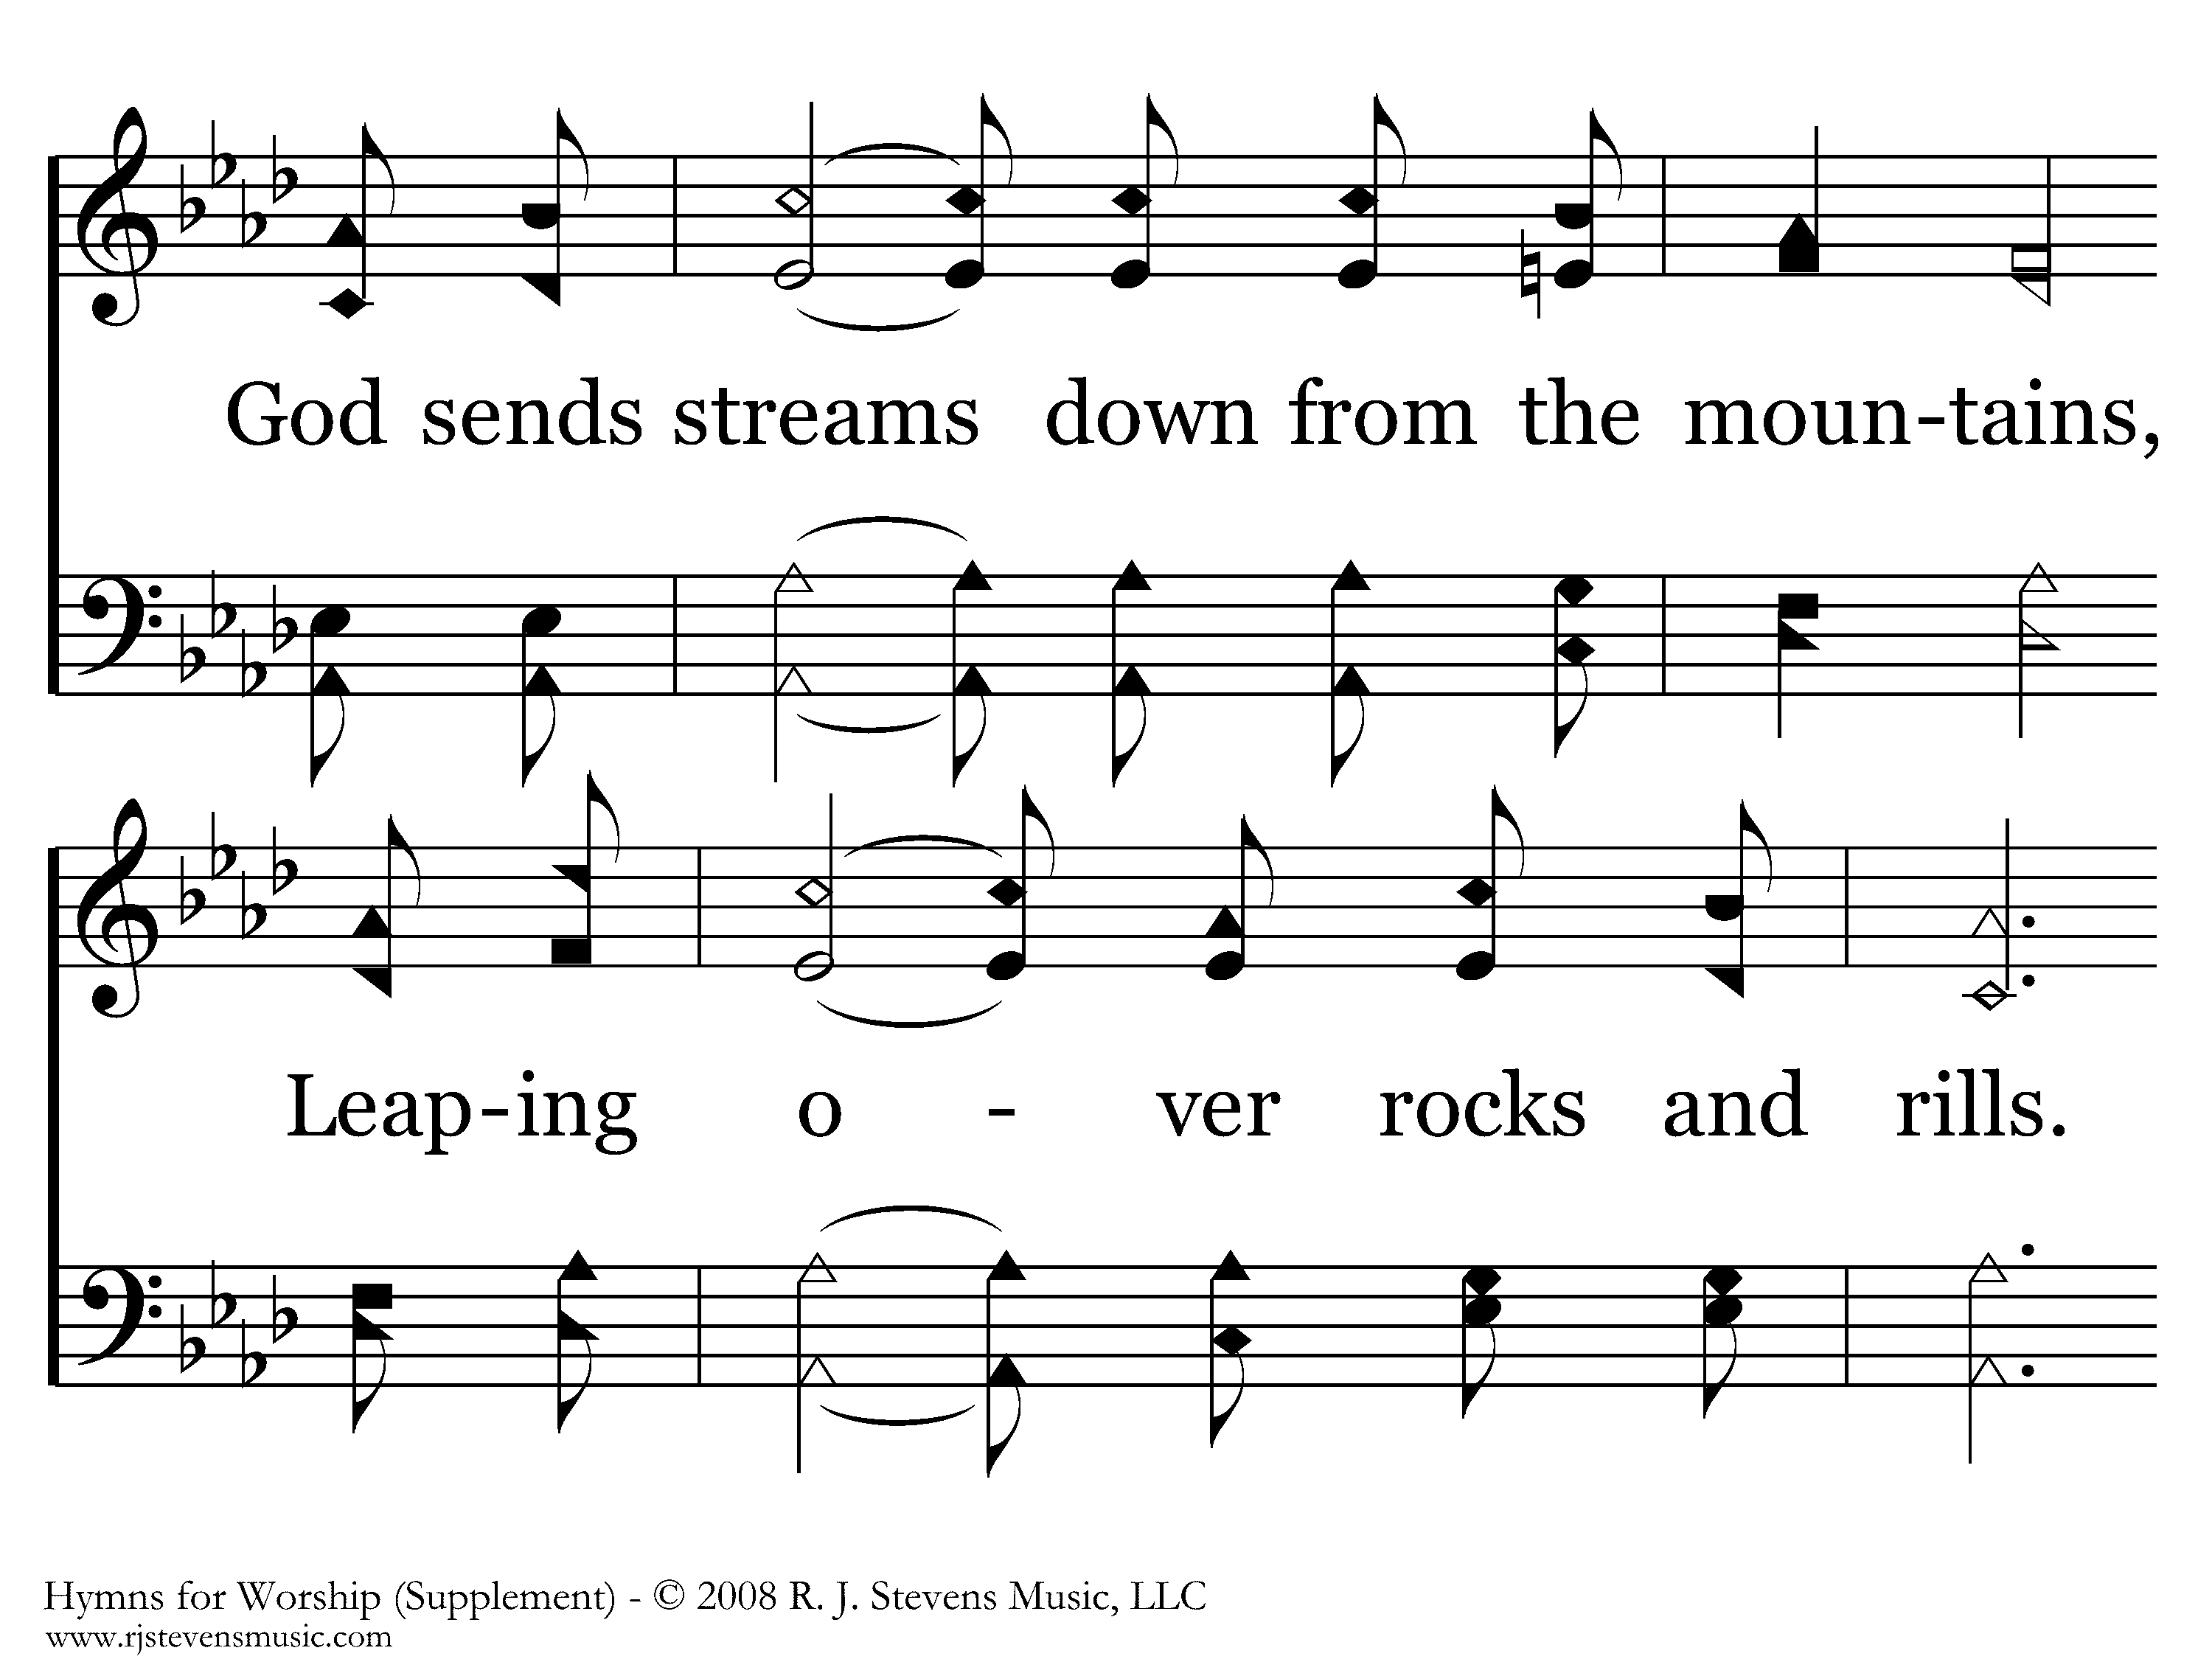 God sends streams down from the moun-tains,
Leap-ing o - ver rocks and rills.
Hymns for Worship (Supplement) - © 2008 R. J. Stevens Music, LLC
www.rjstevensmusic.com